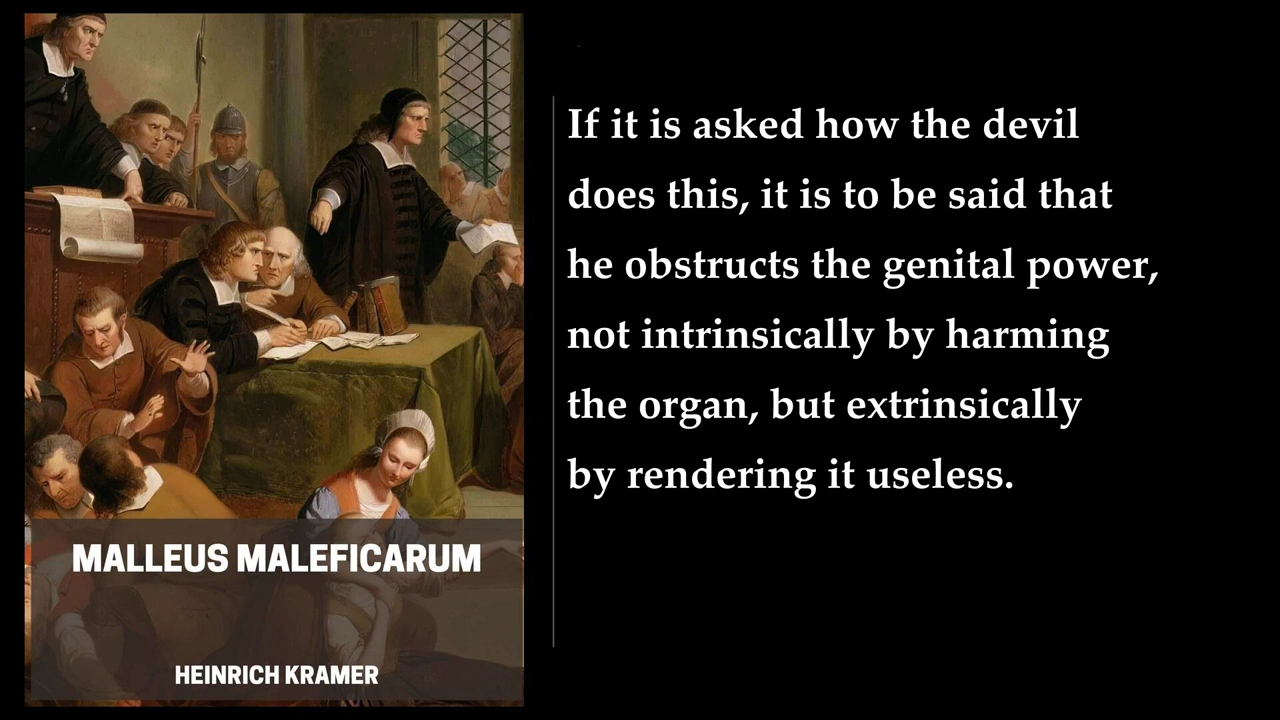 MALLEUS MALEFICARUM
HEINRICH KRAMER
If it is asked how the devil
does this, it is to be said that
he obstructs the genital power,
not intrinsically by harming
the organ, but extrinsically
by rendering it useless.